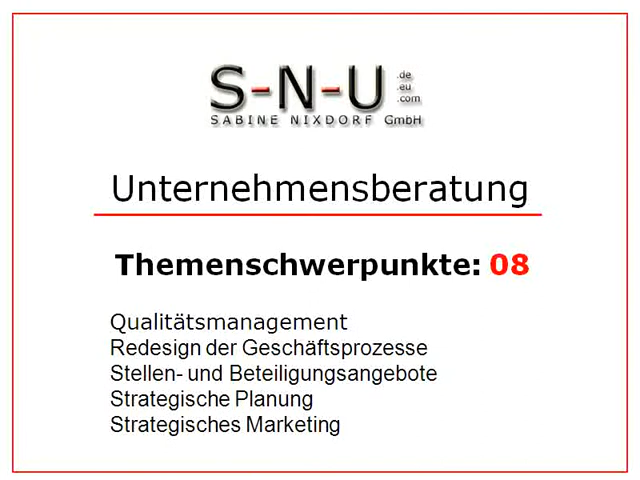 S-N-U .de
.eu
.com
SABINE NIXDORF GmbH
Unternehmensberatung
Themenschwerpunkte: 08
Qualitätsmanagement
Redesign der Geschäftsprozesse
Stellen- und Beteiligungsangebote
Strategische Planung
Strategisches Marketing